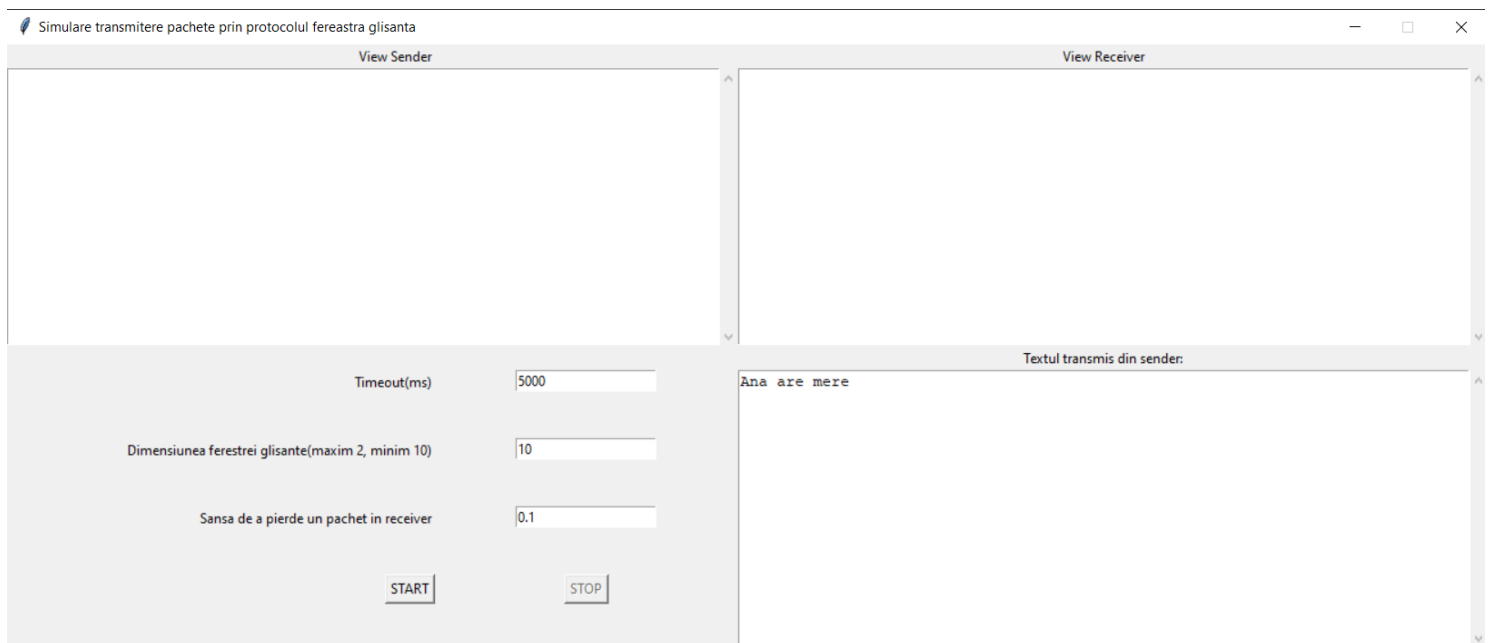 Simulare transmitere pachete prin protocolul fereastra glisanta
View Sender
View Receiver
Timeout(ms)
5000
Dimensiunea ferestrei glisante(maxim 2, minim 10)
10
Sansa de a pierde un pachet in receiver
0.1
START
STOP
Textul transmis din sender:
Ana are mere